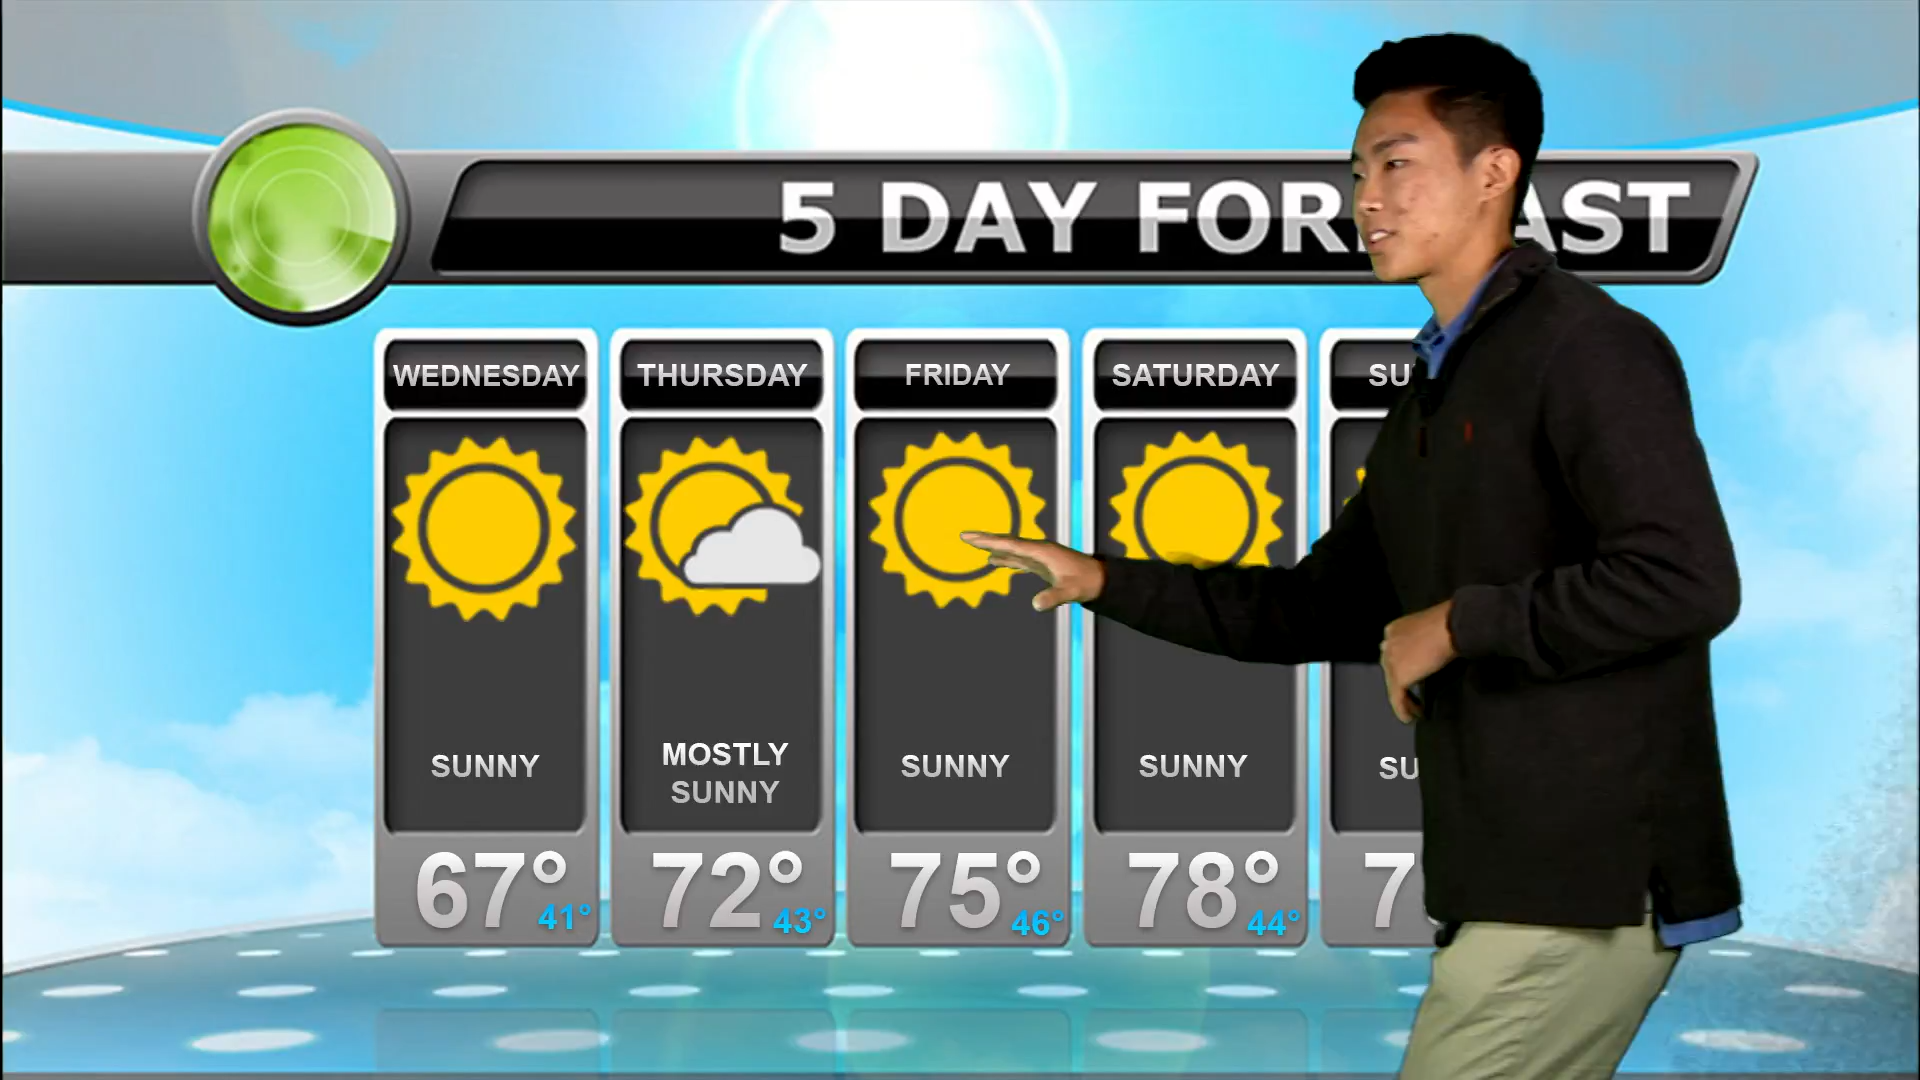 5 DAY FOR AST
WEDNESDAY
THURSDAY
FRIDAY
SATURDAY
SU
SUNNY
MOSTLY
SUNNY
SUNNY
SUNNY
SU
67° 41°
72° 43°
75° 46°
78° 44°
7